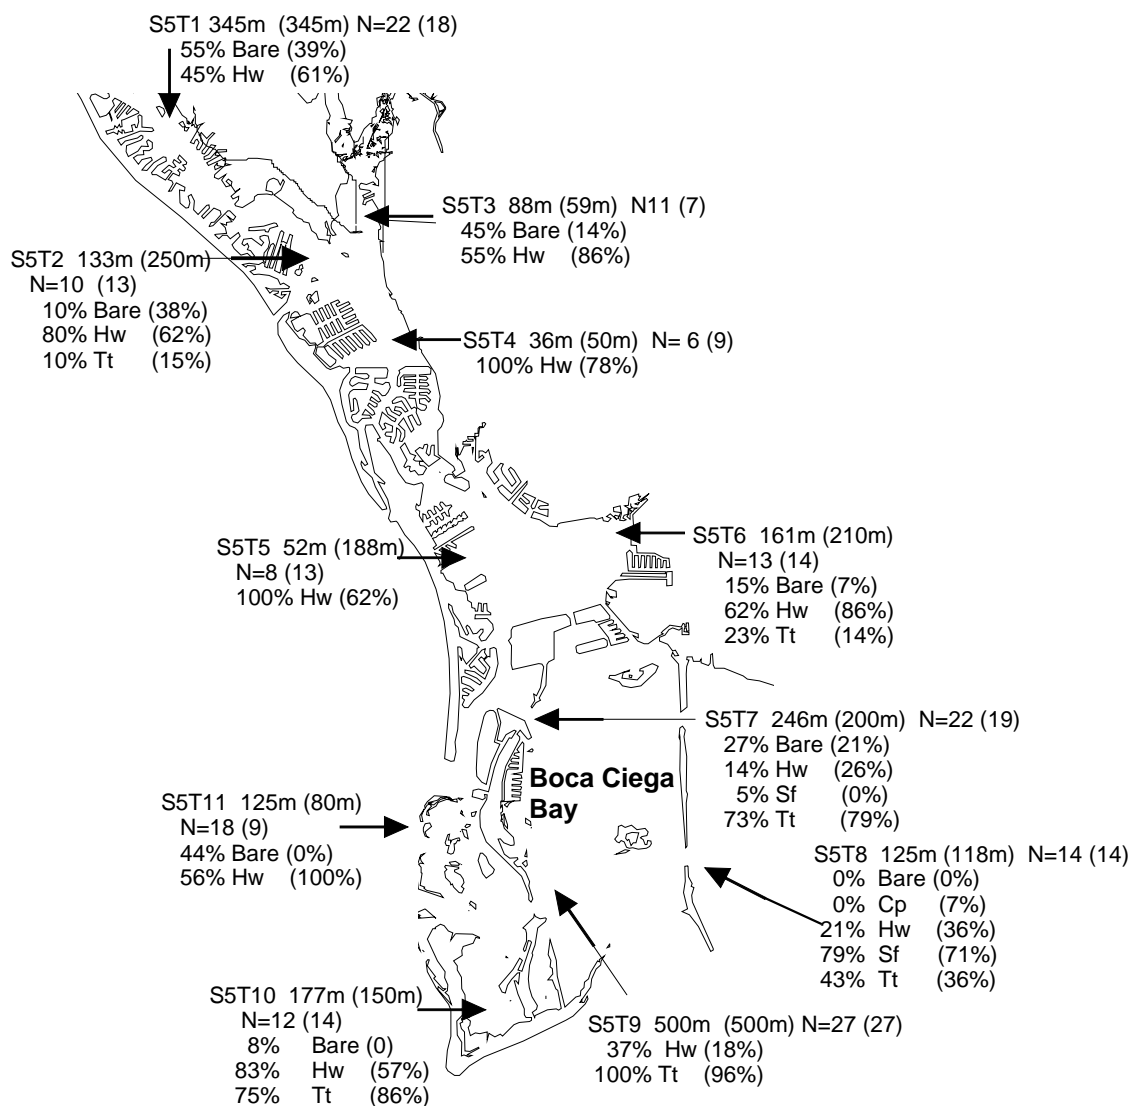 S5T1 345m (345m) N=22 (18)
55% Bare (39%)
45% Hw (61%)
S5T3 88m (59m) N11 (7)
45% Bare (14%)
55% Hw (86%)
S5T2 133m (250m)
N=10 (13)
10% Bare (38%)
80% Hw (62%)
10% Tt (15%)
S5T4 36m (50m) N= 6 (9)
100% Hw (78%)
S5T5 52m (188m)
N=8 (13)
100% Hw (62%)
S5T6 161m (210m)
N=13 (14)
15% Bare (7%)
62% Hw (86%)
23% Tt (14%)
S5T7 246m (200m) N=22 (19)
27% Bare (21%)
14% Hw (26%)
5% Sf (0%)
73% Tt (79%)
Boca Ciega
Bay
S5T11 125m (80m)
N=18 (9)
44% Bare (0%)
56% Hw (100%)
S5T8 125m (118m) N=14 (14)
0% Bare (0%)
0% Cp (7%)
21% Hw (36%)
79% Sf (71%)
43% Tt (36%)
S5T10 177m (150m)
N=12 (14)
8% Bare (0)
83% Hw (57%)
75% Tt (86%)
S5T9 500m (500m) N=27 (27)
37% Hw (18%)
100% Tt (96%)